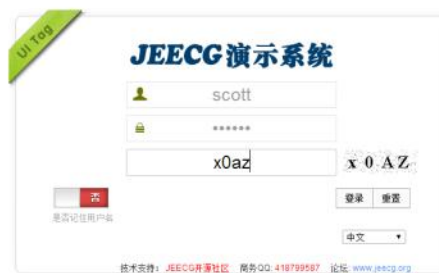 UI Tag
JEECG演示系统
scott
••••••
x0az
x 0 AZ
否
登录 重置
是否记住用户名
中文
技术支持: JEECG开源社区 商务QQ: 418799587 论坛: www.jeecg.org